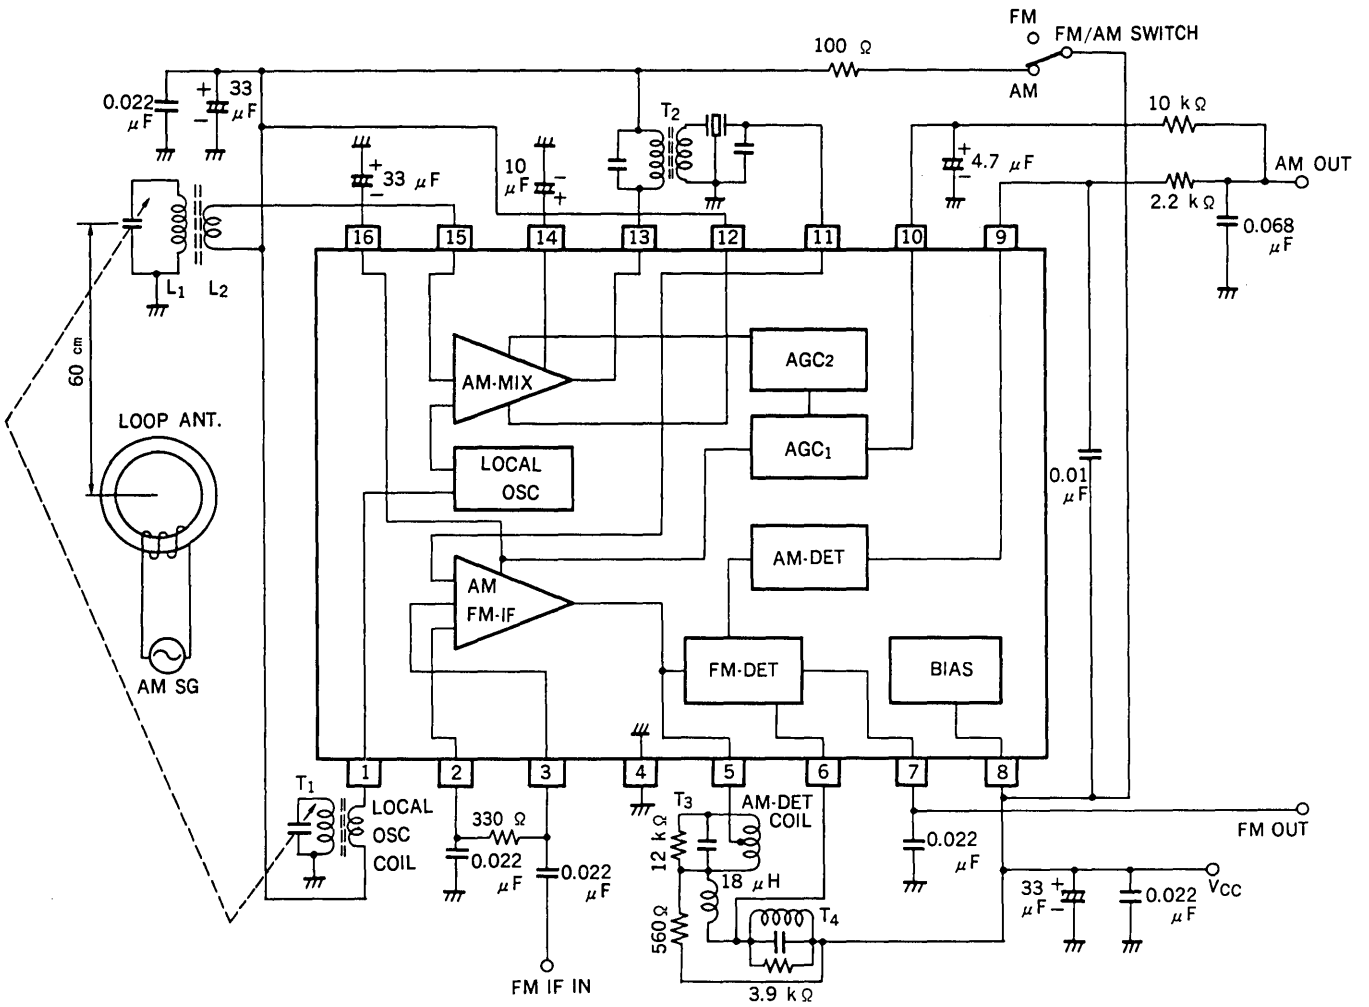 FM
FM/AM SWITCH
100 Ω
AM
0.022
μF
+
33
μF
-
T2
10 kΩ
+
4.7 μF
-
AM OUT
2.2 kΩ
0.068
μF
+
33 μF
-
10
μF
-
+
16
15
14
13
12
11
10
9
L1
L2
60 cm
AM·MIX
AGC2
AGC1
LOCAL
OSC
LOOP ANT.
0.01
μF
AM-DET
AM
FM-IF
FM-DET
BIAS
AM SG
1
2
3
4
5
6
7
8
T1
LOCAL
OSC
COIL
330 Ω
0.022
μF
0.022
μF
T3
AM-DET
COIL
12 kΩ
18 μH
560Ω
T4
3.9 kΩ
0.022
μF
FM OUT
VCC
33
μF
+
-
0.022
μF
FM IF IN